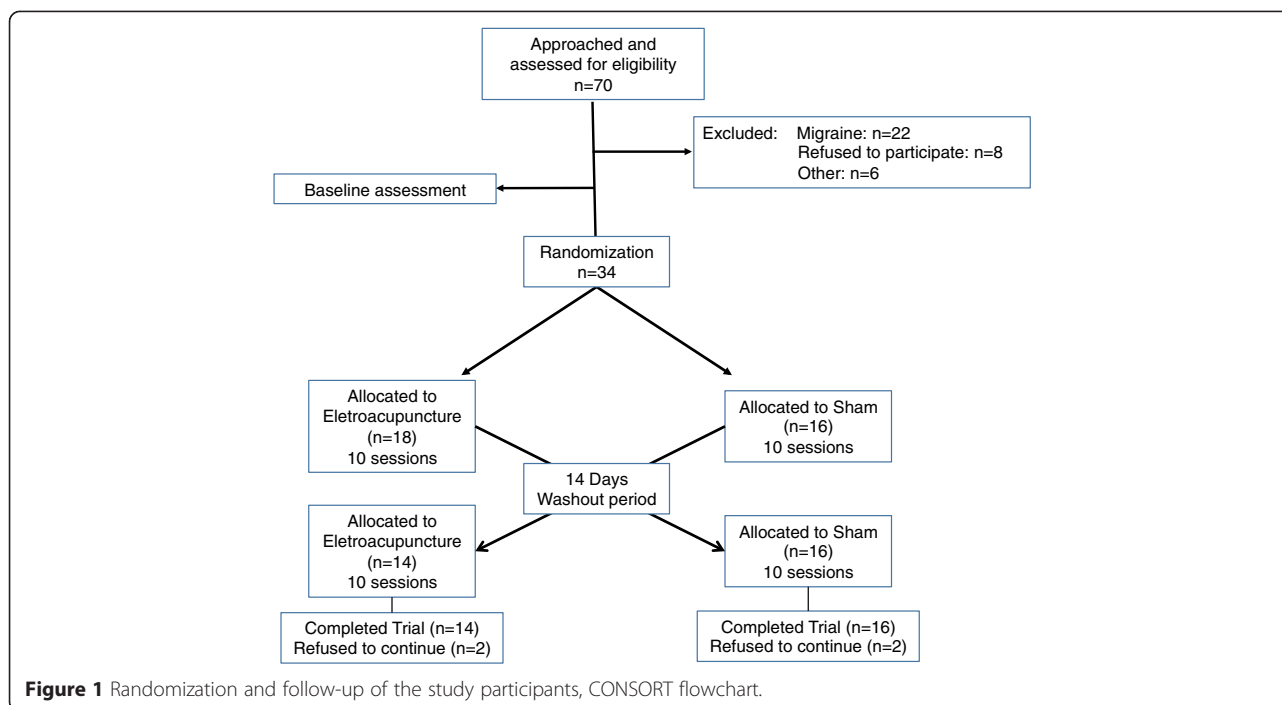 Approached and
assessed for eligibility
n=70
Excluded: Migraine: n=22
Refused to participate: n=8
Other: n=6
Baseline assessment
Randomization
n=34
Allocated to
Eletroacupuncture
(n=18)
10 sessions
Allocated to Sham
(n=16)
10 sessions
14 Days
Washout period
Allocated to
Eletroacupuncture
(n=14)
10 sessions
Allocated to Sham
(n=16)
10 sessions
Completed Trial (n=14)
Refused to continue (n=2)
Completed Trial (n=16)
Refused to continue (n=2)
Figure 1 Randomization and follow-up of the study participants, CONSORT flowchart.